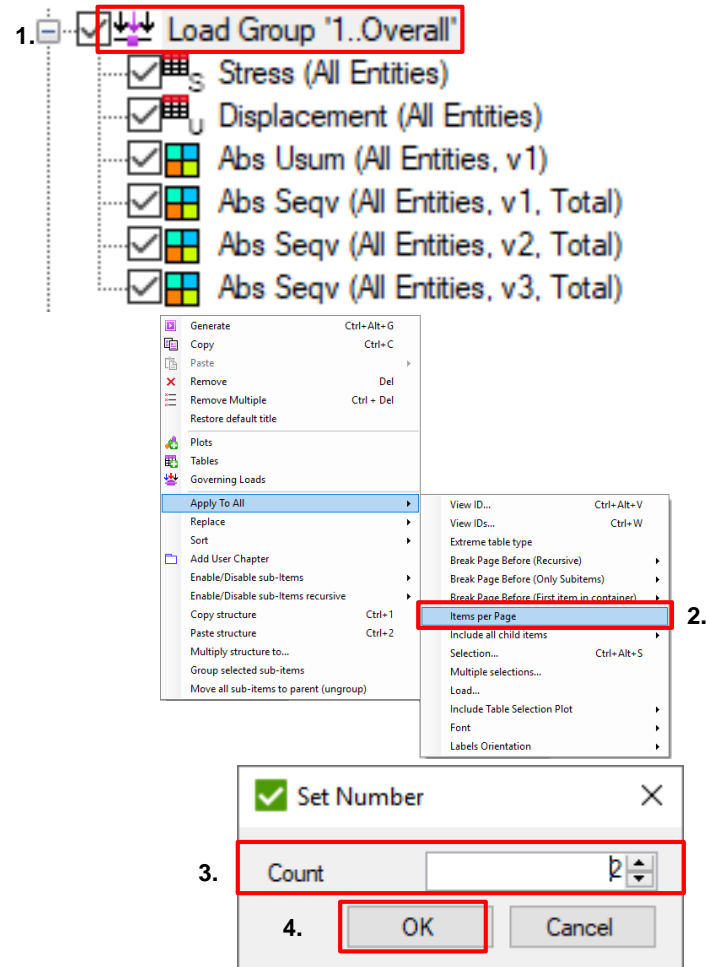 1. Load Group '1..Overall'
Stress (All Entities)
Displacement (All Entities)
Abs Usum (All Entities, v1)
Abs Seqv (All Entities, v1, Total)
Abs Seqv (All Entities, v2, Total)
Abs Seqv (All Entities, v3, Total)
Generate Ctrl+Alt+G
Copy Ctrl+C
Paste
Remove Del
Remove Multiple Ctrl + Del
Restore default title
Plots
Tables
Governing Loads
Apply To All
Replace
Sort
Add User Chapter
Enable/Disable sub-Items
Enable/Disable sub-Items recursive
Copy structure Ctrl+1
Paste structure Ctrl+2
Multiply structure to...
Group selected sub-items
Move all sub-items to parent (ungroup)
View ID... Ctrl+Alt+V
View IDs... Ctrl+W
Extreme table type
Break Page Before (Recursive)
Break Page Before (Only Subitems)
Break Page Before (First item in container)
Items per Page
2.
Include all child items
Selection... Ctrl+Alt+S
Multiple selections...
Load...
Include Table Selection Plot
Font
Labels Orientation
Set Number
3. Count 2
4. OK Cancel